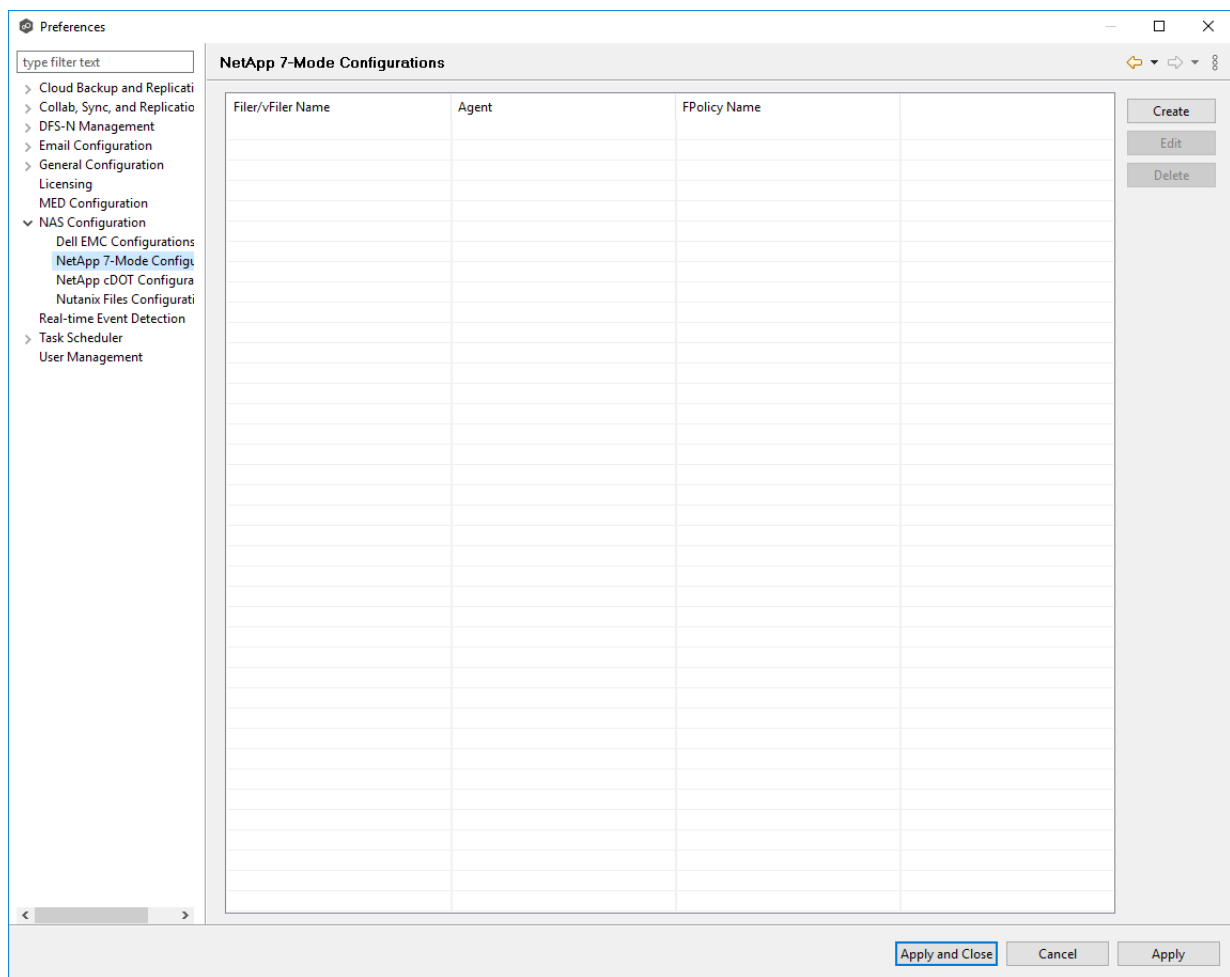 Preferences
type filter text
Cloud Backup and Replicati
Collab, Sync, and Replicatio
DFS-N Management
Email Configuration
General Configuration
Licensing
MED Configuration
NAS Configuration
Dell EMC Configurations
NetApp 7-Mode Configu
NetApp cDOT Configura
Nutanix Files Configurati
Real-time Event Detection
Task Scheduler
User Management
NetApp 7-Mode Configurations
Filer/vFiler Name Agent FPolicy Name
Create
Edit
Delete
Apply and Close Cancel Apply